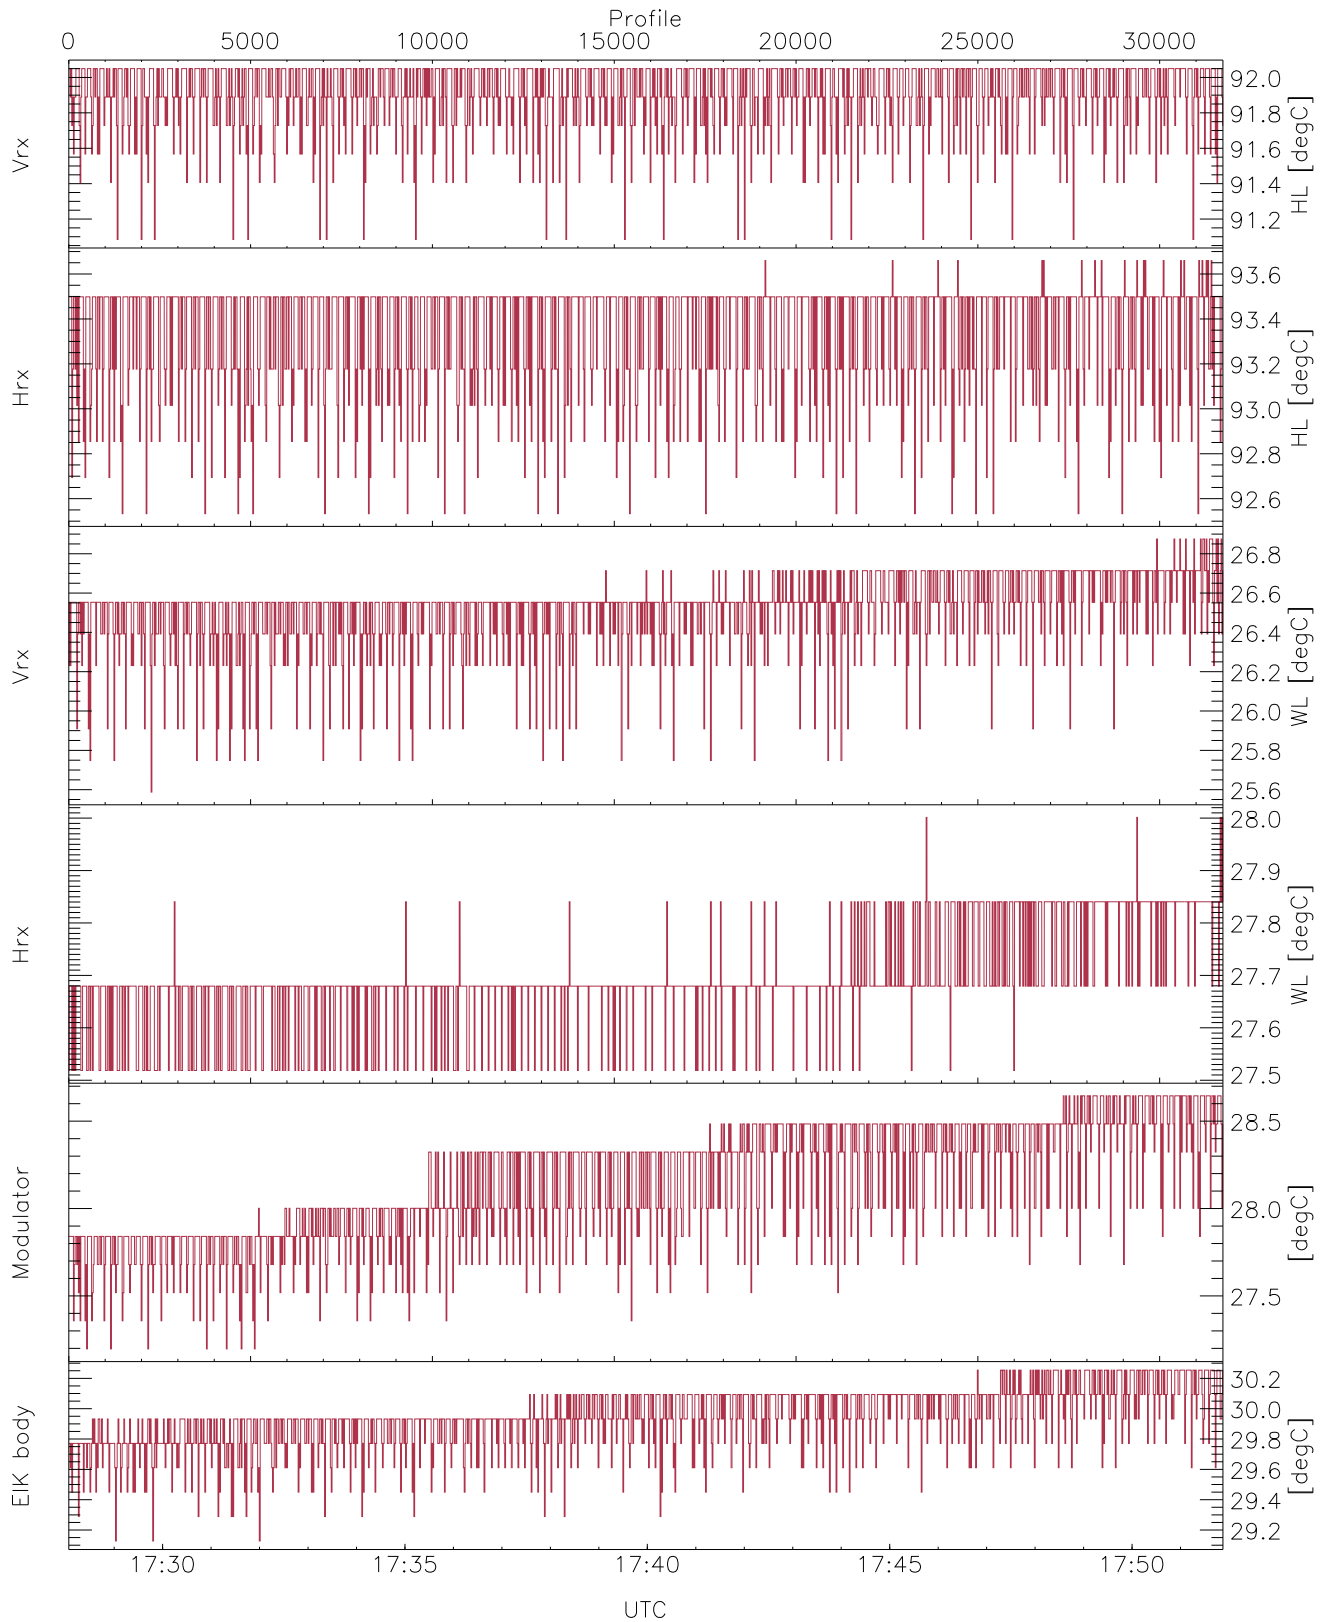 Profile
0 5000 10000 15000 20000 25000 30000
Vrx
92.0
91.8
91.6
91.4
91.2
HL [degC]
Hrx
93.6
93.4
93.2
93.0
92.8
92.6
HL [degC]
Vrx
26.8
26.6
26.4
26.2
26.0
25.8
25.6
WL [degC]
Hrx
28.0
27.9
27.8
27.7
27.6
27.5
WL [degC]
Modulator
28.5
28.0
27.5
[degC]
EIK body
30.2
30.0
29.8
29.6
29.4
29.2
[degC]
17:30 17:35 17:40 17:45 17:50
UTC